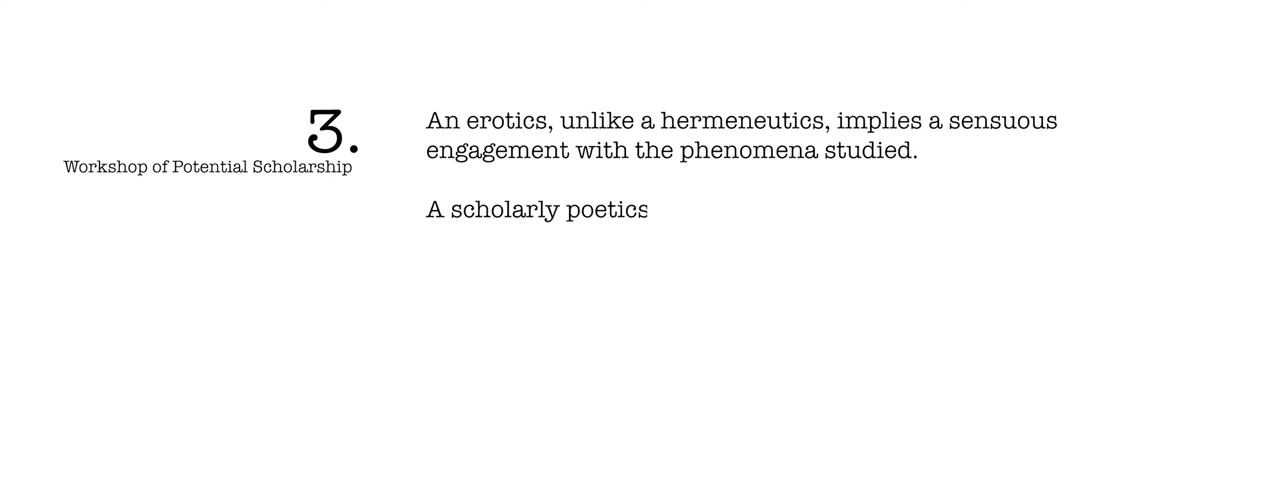 3.
Workshop of Potential Scholarship
An erotics, unlike a hermeneutics, implies a sensuous
engagement with the phenomena studied.
A scholarly poetics